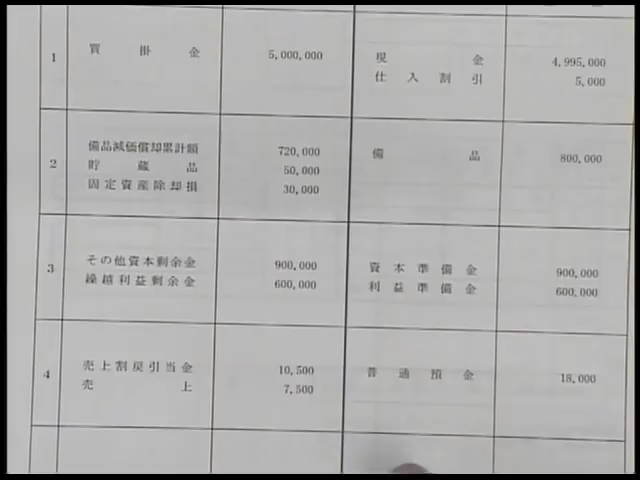 1 買掛金 5,000,000 現金 4,995,000
仕入割引 5,000
2 備品減価償却累計額 720,000 備品 800,000
貯蔵品 50,000
固定資産除却損 30,000
3 その他資本剰余金 900,000 資本準備金 900,000
繰越利益剰余金 600,000 利益準備金 600,000
4 売上割戻引当金 10,500 普通預金 18,000
売上 7,500